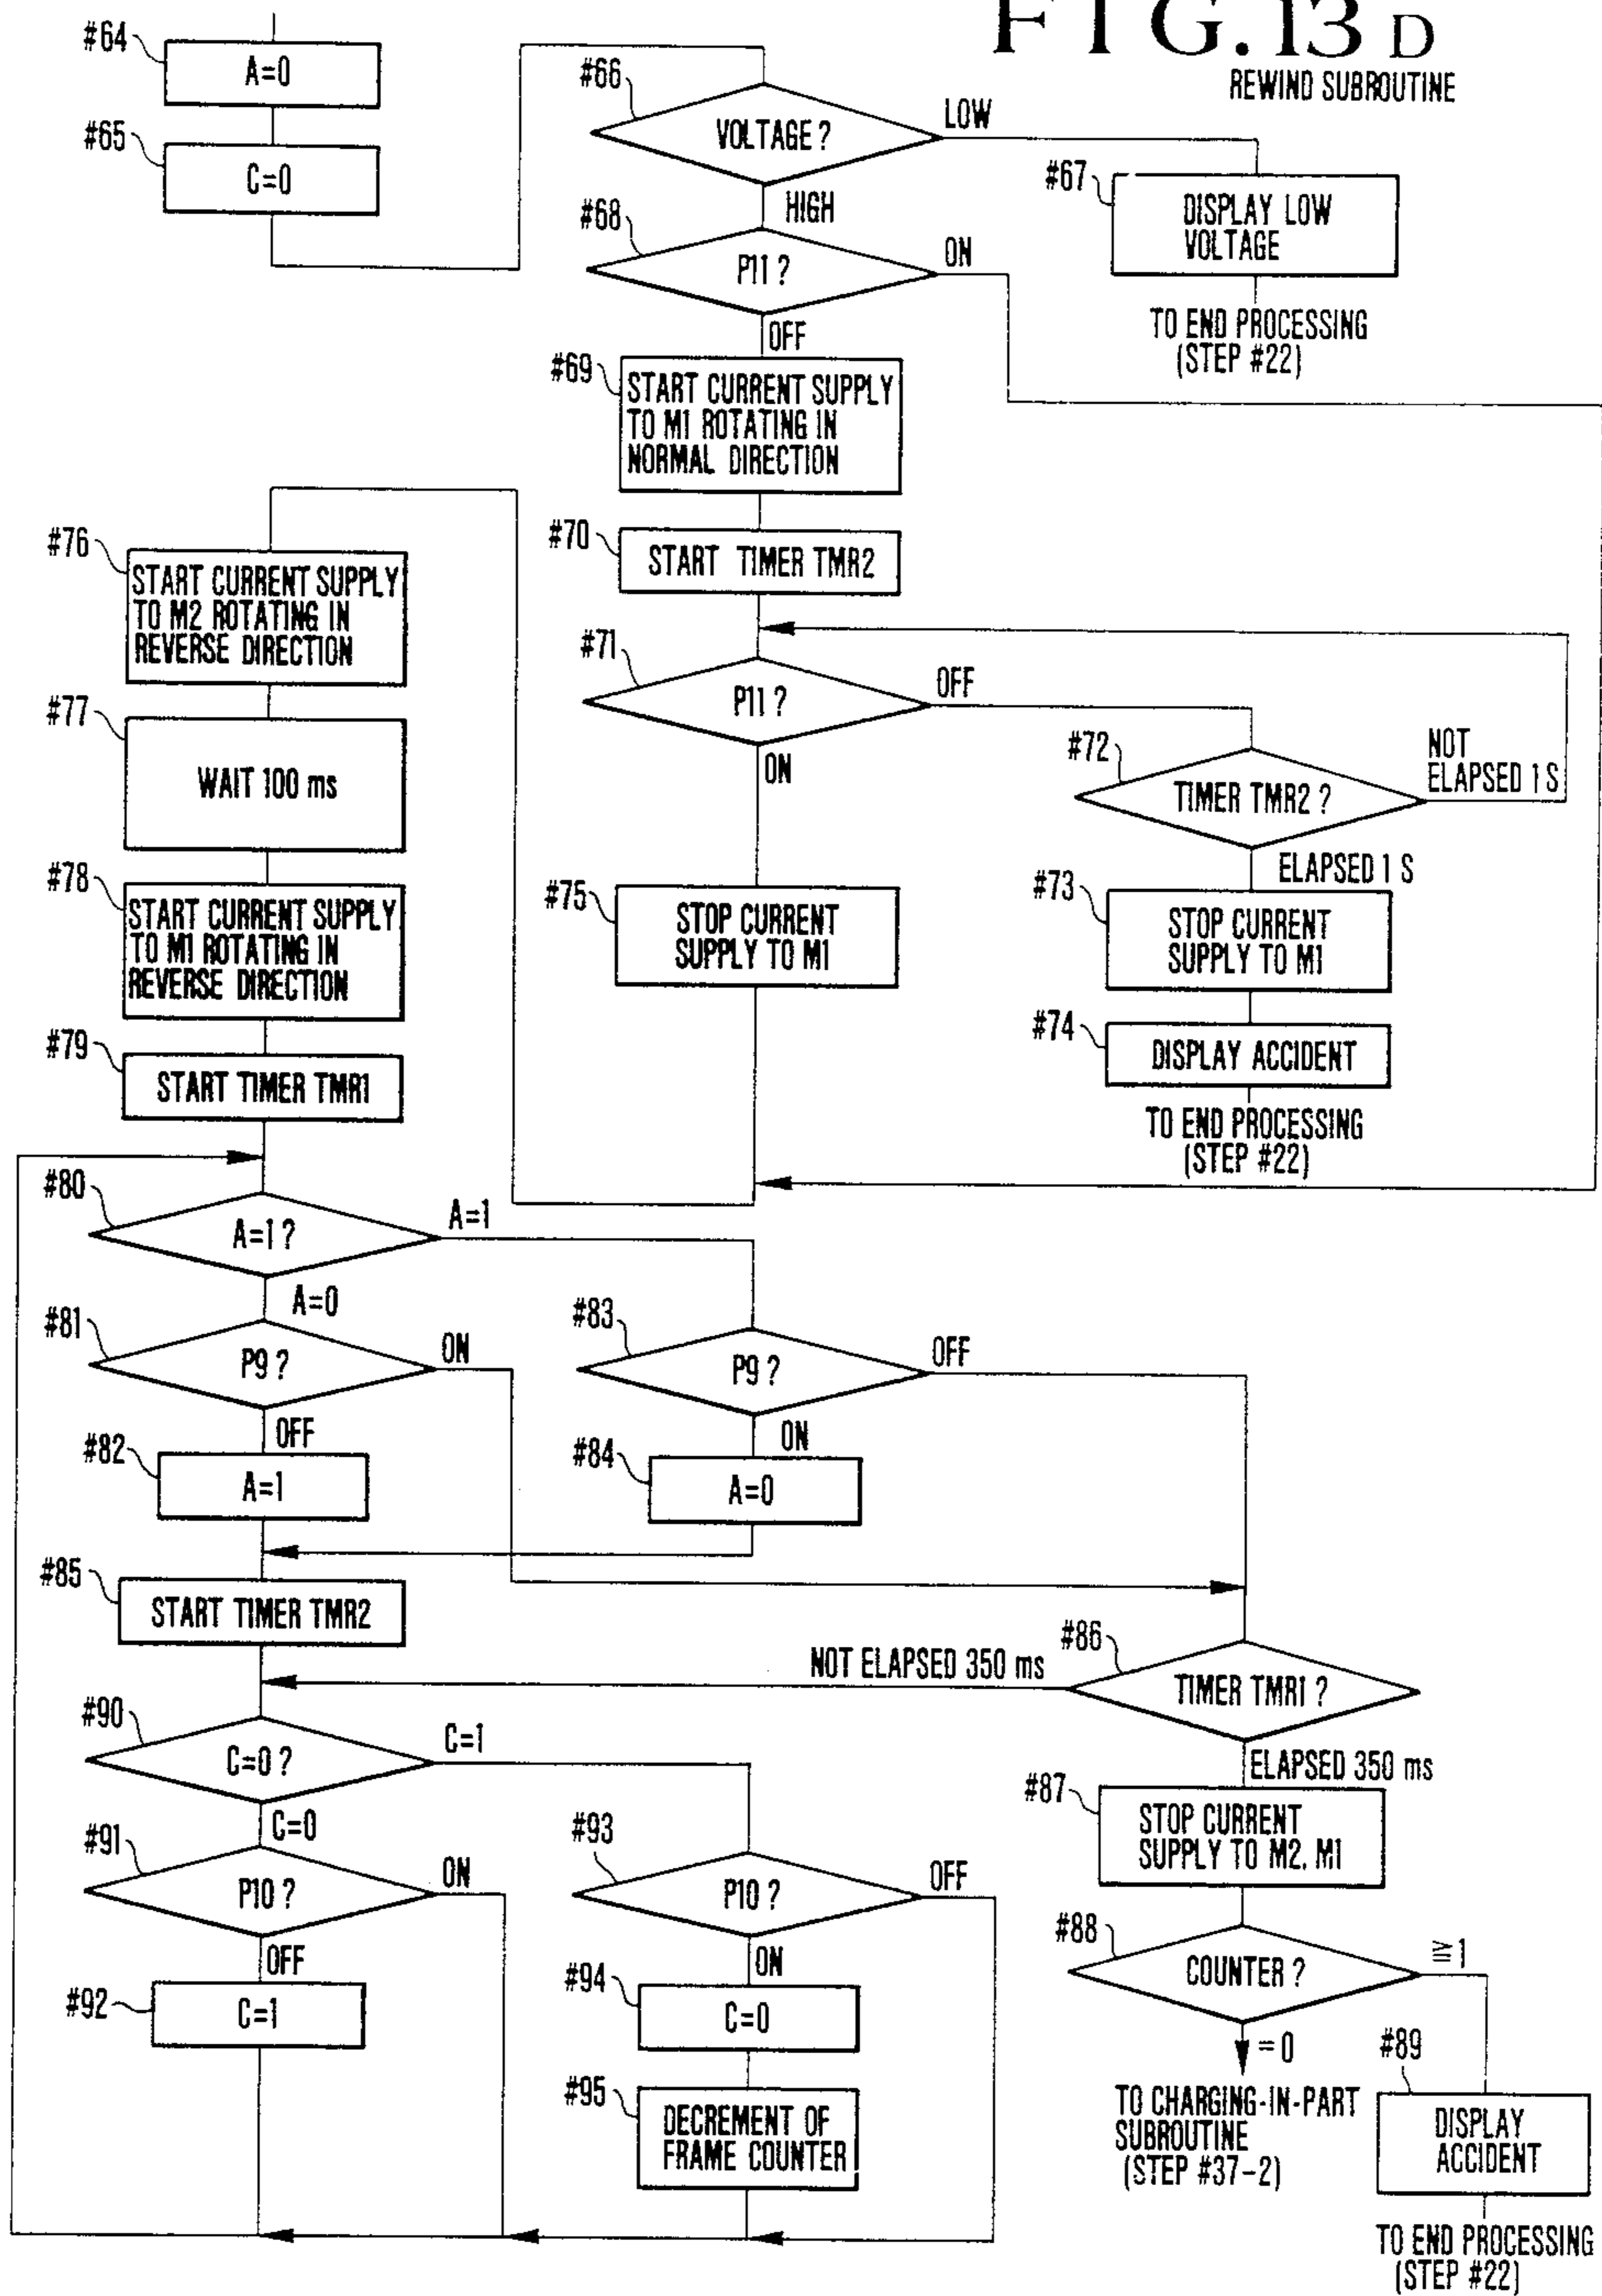 FIG. 13 D
REWIND SUBROUTINE
#64
A=0
#65
C=0
#66
VOLTAGE ?
LOW
HIGH
#67
DISPLAY LOW
VOLTAGE
TO END PROCESSING
(STEP #22)
#68
P11 ?
ON
OFF
#69
START CURRENT SUPPLY
TO M1 ROTATING IN
NORMAL DIRECTION
#70
START TIMER TMR2
#71
P11 ?
OFF
ON
#72
TIMER TMR2 ?
NOT
ELAPSED 1 S
ELAPSED 1 S
#73
STOP CURRENT
SUPPLY TO M1
#74
DISPLAY ACCIDENT
TO END PROCESSING
(STEP #22)
#75
STOP CURRENT
SUPPLY TO M1
#76
START CURRENT SUPPLY
TO M2 ROTATING IN
REVERSE DIRECTION
#77
WAIT 100 ms
#78
START CURRENT SUPPLY
TO M1 ROTATING IN
REVERSE DIRECTION
#79
START TIMER TMR1
#80
A=1 ?
A=1
A=0
#81
P9 ?
ON
OFF
#82
A=1
#83
P9 ?
OFF
ON
#84
A=0
#85
START TIMER TMR2
#86
TIMER TMR1 ?
NOT ELAPSED 350 ms
ELAPSED 350 ms
#87
STOP CURRENT
SUPPLY TO M2, M1
#88
COUNTER ?
≧1
=0
TO CHARGING-IN-PART
SUBROUTINE
(STEP #37-2)
#89
DISPLAY
ACCIDENT
TO END PROCESSING
(STEP #22)
#90
C=0 ?
C=1
C=0
#91
P10 ?
ON
OFF
#92
C=1
#93
P10 ?
OFF
ON
#94
C=0
#95
DECREMENT OF
FRAME COUNTER